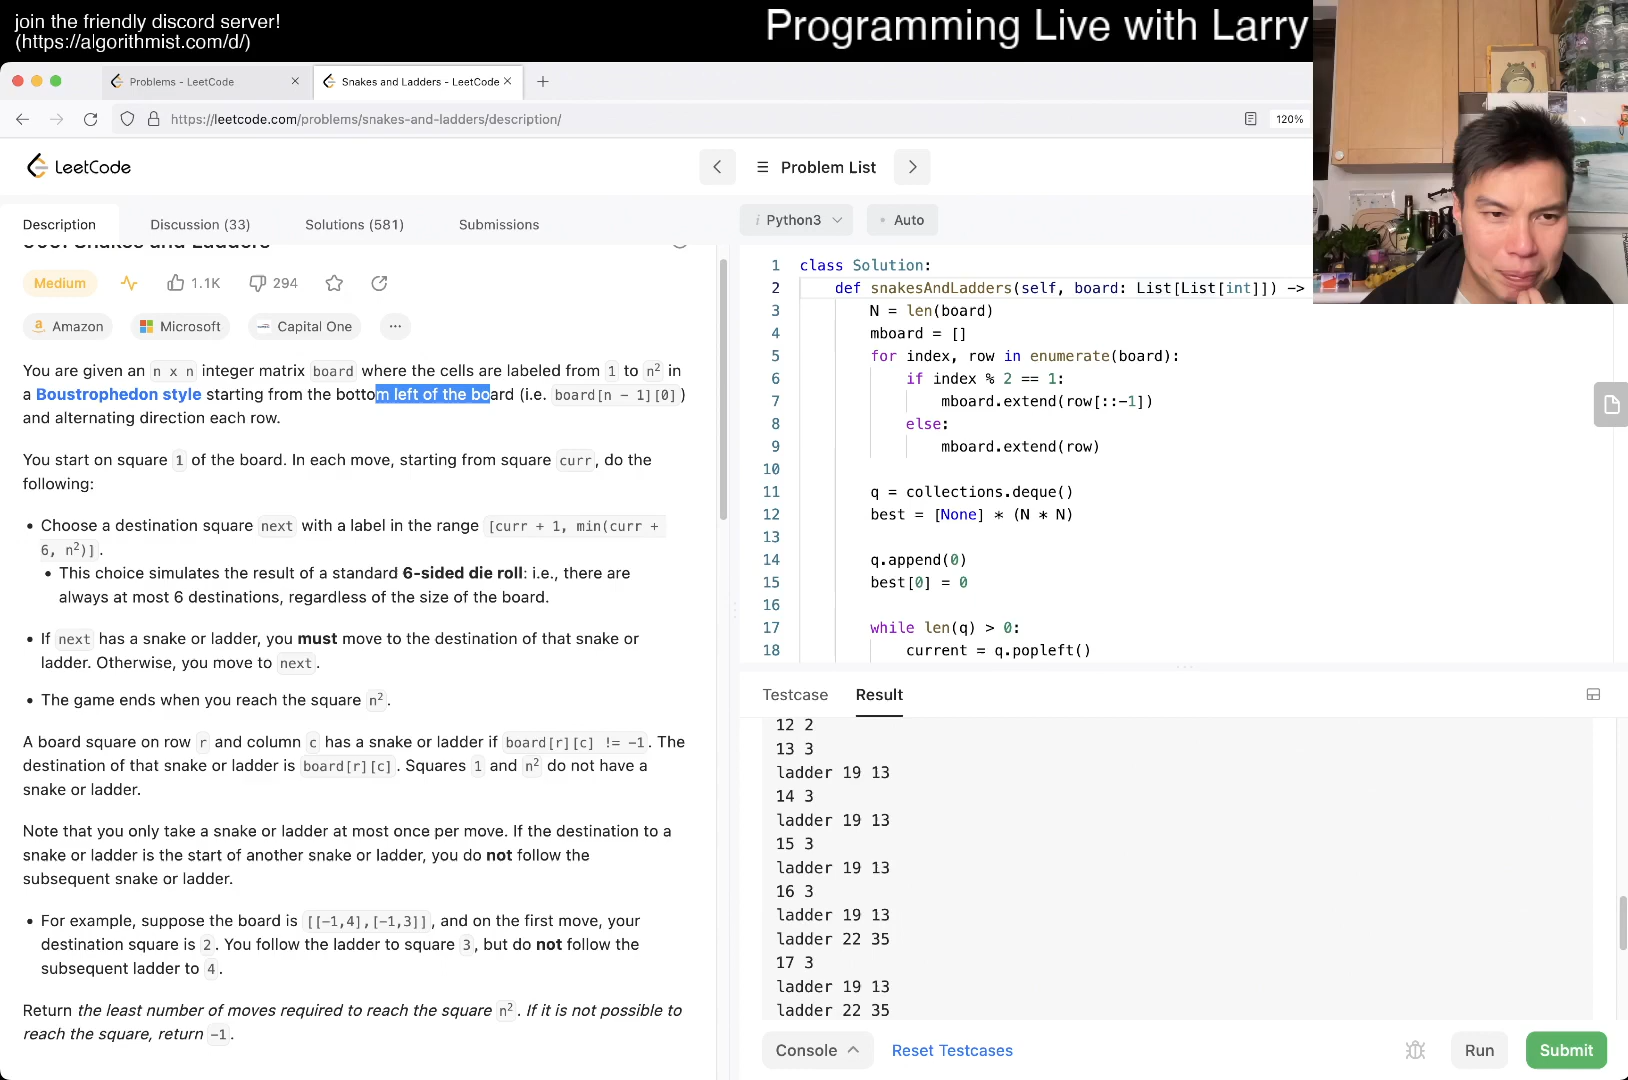 join the friendly discord server!
(https://algorithmist.com/d/)
Programming Live with Larry
Problems - LeetCode
Snakes and Ladders - LeetCode
https://leetcode.com/problems/snakes-and-ladders/description/
120%
LeetCode
Problem List
Description
Discussion (33)
Solutions (581)
Submissions
Snakes and Ladders
Medium
1.1K
294
Amazon
Microsoft
Capital One
You are given an n x n integer matrix board where the cells are labeled from 1 to n² in
a Boustrophedon style starting from the bottom left of the board (i.e. board[n - 1][0])
and alternating direction each row.
You start on square 1 of the board. In each move, starting from square curr, do the
following:
• Choose a destination square next with a label in the range [curr + 1, min(curr +
6, n²)].
• This choice simulates the result of a standard 6-sided die roll: i.e., there are
always at most 6 destinations, regardless of the size of the board.
• If next has a snake or ladder, you must move to the destination of that snake or
ladder. Otherwise, you move to next.
• The game ends when you reach the square n².
A board square on row r and column c has a snake or ladder if board[r][c] != -1. The
destination of that snake or ladder is board[r][c]. Squares 1 and n² do not have a
snake or ladder.
Note that you only take a snake or ladder at most once per move. If the destination to a
snake or ladder is the start of another snake or ladder, you do not follow the
subsequent snake or ladder.
• For example, suppose the board is [[-1,4],[-1,3]], and on the first move, your
destination square is 2. You follow the ladder to square 3, but do not follow the
subsequent ladder to 4.
Return the least number of moves required to reach the square n². If it is not possible to
reach the square, return -1.
i Python3
Auto
1 class Solution:
2 def snakesAndLadders(self, board: List[List[int]]) ->
3 N = len(board)
4 mboard = []
5 for index, row in enumerate(board):
6 if index % 2 == 1:
7 mboard.extend(row[::-1])
8 else:
9 mboard.extend(row)
10
11 q = collections.deque()
12 best = [None] * (N * N)
13
14 q.append(0)
15 best[0] = 0
16
17 while len(q) > 0:
18 current = q.popleft()
Testcase
Result
12 2
13 3
ladder 19 13
14 3
ladder 19 13
15 3
ladder 19 13
16 3
ladder 19 13
ladder 22 35
17 3
ladder 19 13
ladder 22 35
Console
Reset Testcases
Run
Submit